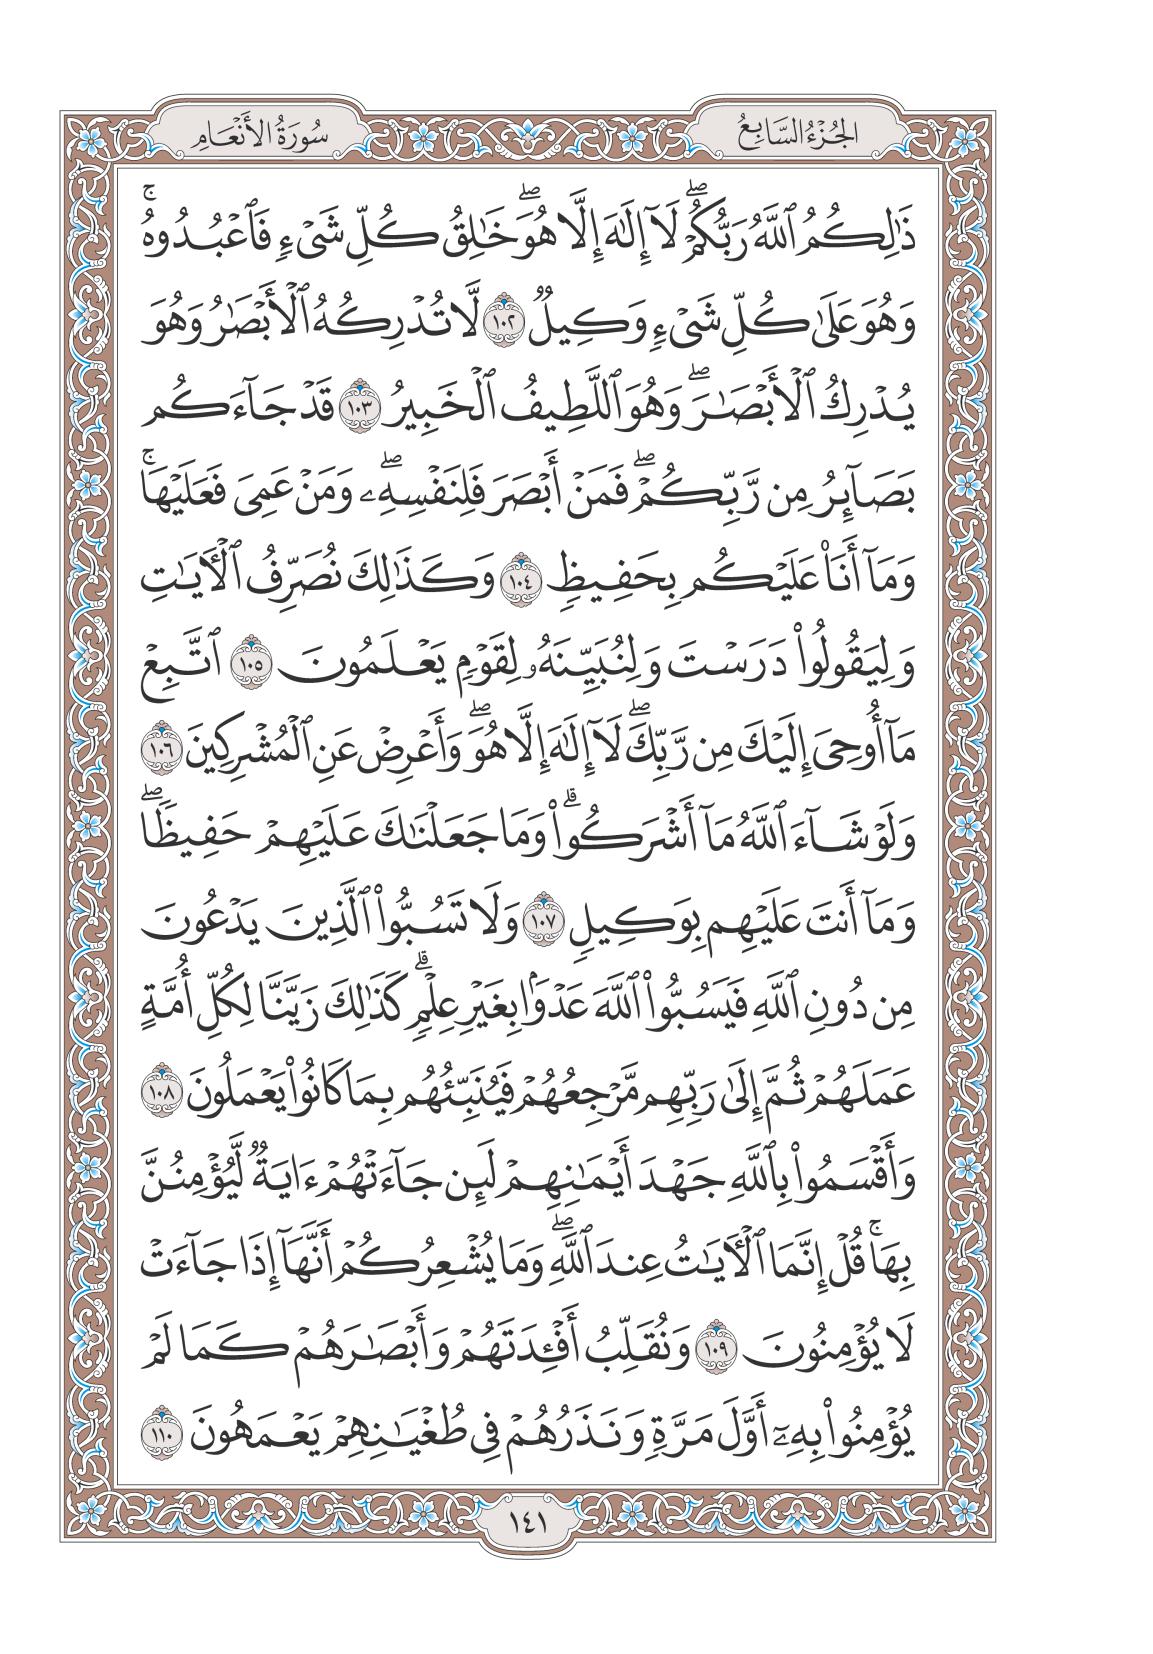 الجُزْءُ السَّابِعُ
سُورَةُ الأَنْعَامِ
ذَٰلِكُمُ ٱللَّهُ رَبُّكُمْۖ لَآ إِلَٰهَ إِلَّا هُوَۖ خَٰلِقُ كُلِّ شَىْءٍ فَٱعْبُدُوهُۚ
وَهُوَ عَلَىٰ كُلِّ شَىْءٍ وَكِيلٌ ١٠٢ لَّا تُدْرِكُهُ ٱلْأَبْصَٰرُ وَهُوَ
يُدْرِكُ ٱلْأَبْصَٰرَۖ وَهُوَ ٱللَّطِيفُ ٱلْخَبِيرُ ١٠٣ قَدْ جَآءَكُم
بَصَآئِرُ مِن رَّبِّكُمْۖ فَمَنْ أَبْصَرَ فَلِنَفْسِهِۦۖ وَمَنْ عَمِىَ فَعَلَيْهَاۚ
وَمَآ أَنَا۠ عَلَيْكُم بِحَفِيظٍ ١٠٤ وَكَذَٰلِكَ نُصَرِّفُ ٱلْأَيَٰتِ
وَلِيَقُولُوا۟ دَرَسْتَ وَلِنُبَيِّنَهُۥ لِقَوْمٍ يَعْلَمُونَ ١٠٥ ٱتَّبِعْ
مَآ أُوحِىَ إِلَيْكَ مِن رَّبِّكَۖ لَآ إِلَٰهَ إِلَّا هُوَۖ وَأَعْرِضْ عَنِ ٱلْمُشْرِكِينَ ١٠٦
وَلَوْ شَآءَ ٱللَّهُ مَآ أَشْرَكُوا۟ۗ وَمَا جَعَلْنَٰكَ عَلَيْهِمْ حَفِيظًاۖ
وَمَآ أَنتَ عَلَيْهِم بِوَكِيلٍ ١٠٧ وَلَا تَسُبُّوا۟ ٱلَّذِينَ يَدْعُونَ
مِن دُونِ ٱللَّهِ فَيَسُبُّوا۟ ٱللَّهَ عَدْوًۢا بِغَيْرِ عِلْمٍۗ كَذَٰلِكَ زَيَّنَّا لِكُلِّ أُمَّةٍ
عَمَلَهُمْ ثُمَّ إِلَىٰ رَبِّهِم مَّرْجِعُهُمْ فَيُنَبِّئُهُم بِمَا كَانُوا۟ يَعْمَلُونَ ١٠٨
وَأَقْسَمُوا۟ بِٱللَّهِ جَهْدَ أَيْمَٰنِهِمْ لَئِن جَآءَتْهُمْ ءَايَةٌ لَّيُؤْمِنُنَّ
بِهَاۚ قُلْ إِنَّمَا ٱلْأَيَٰتُ عِندَ ٱللَّهِۖ وَمَا يُشْعِرُكُمْ أَنَّهَآ إِذَا جَآءَتْ
لَا يُؤْمِنُونَ ١٠٩ وَنُقَلِّبُ أَفْـِٔدَتَهُمْ وَأَبْصَٰرَهُمْ كَمَا لَمْ
يُؤْمِنُوا۟ بِهِۦٓ أَوَّلَ مَرَّةٍ وَنَذَرُهُمْ فِى طُغْيَٰنِهِمْ يَعْمَهُونَ ١١٠
١٤١